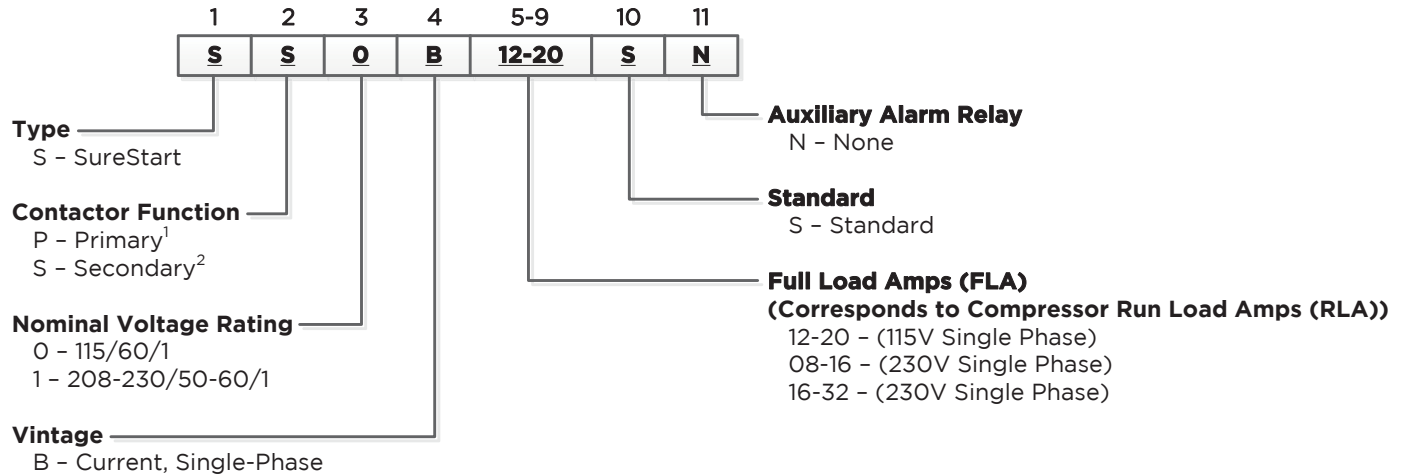 1 2 3 4 5-9 10 11
S S 0 B 12-20 S N
Type
S – SureStart
Contactor Function
P – Primary¹
S – Secondary²
Nominal Voltage Rating
0 – 115/60/1
1 – 208-230/50-60/1
Vintage
B – Current, Single-Phase
Auxiliary Alarm Relay
N – None
Standard
S – Standard
Full Load Amps (FLA)
(Corresponds to Compressor Run Load Amps (RLA))
12-20 – (115V Single Phase)
08-16 – (230V Single Phase)
16-32 – (230V Single Phase)